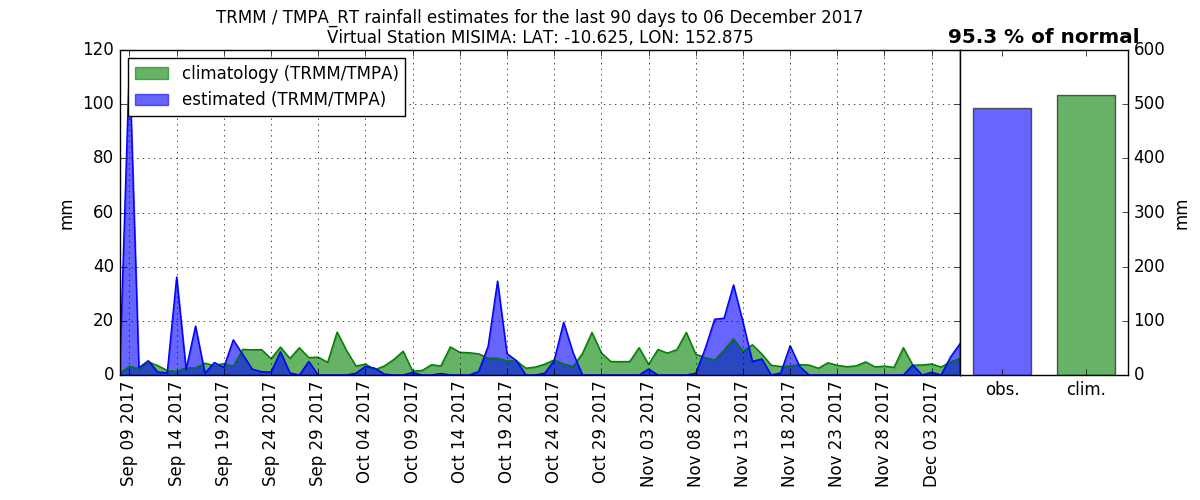 TRMM / TMPA_RT rainfall estimates for the last 90 days to 06 December 2017
Virtual Station MISIMA: LAT: -10.625, LON: 152.875
95.3 % of normal
climatology (TRMM/TMPA)
estimated (TRMM/TMPA)
120
100
80
60
40
20
0
mm
Sep 09 2017
Sep 14 2017
Sep 19 2017
Sep 24 2017
Sep 29 2017
Oct 04 2017
Oct 09 2017
Oct 14 2017
Oct 19 2017
Oct 24 2017
Oct 29 2017
Nov 03 2017
Nov 08 2017
Nov 13 2017
Nov 18 2017
Nov 23 2017
Nov 28 2017
Dec 03 2017
obs.
clim.
600
500
400
300
200
100
0
mm